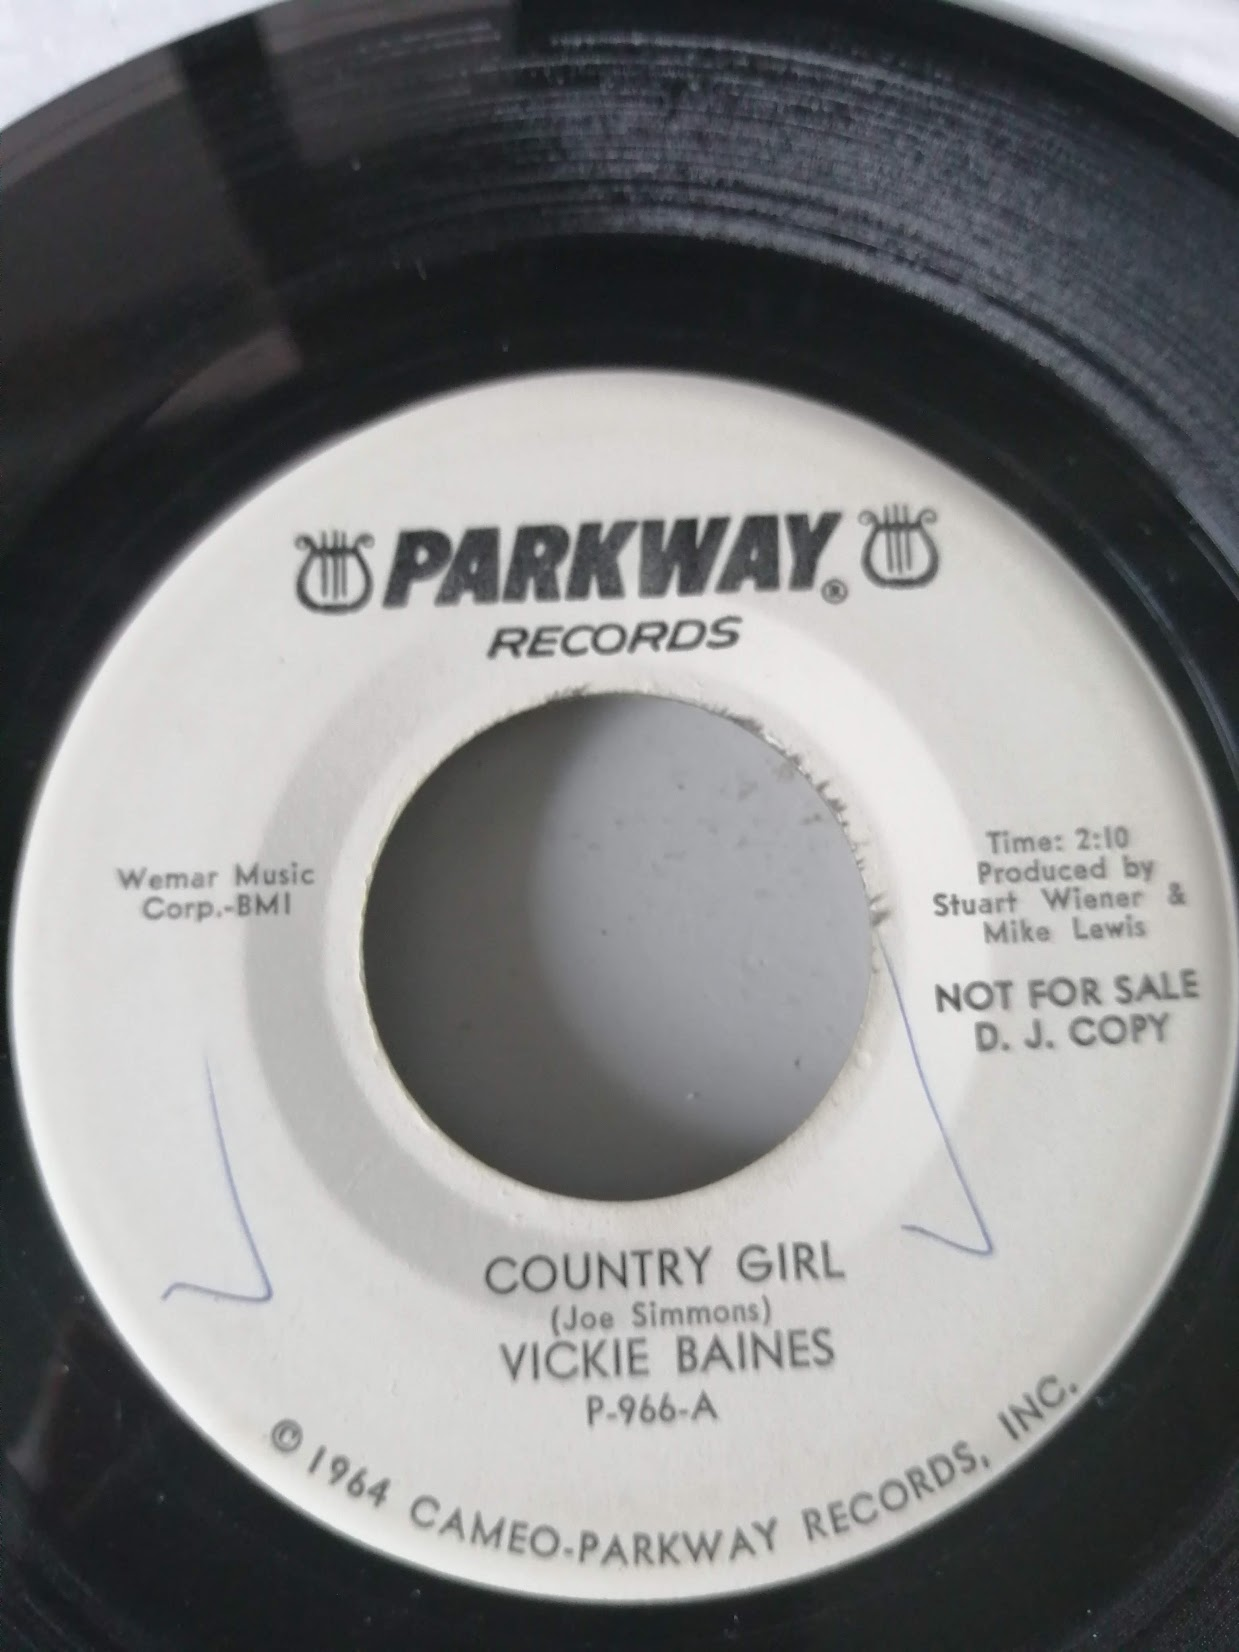 PARKWAY®
RECORDS
Wemar Music
Corp.-BMI
Time: 2:10
Produced by
Stuart Wiener &
Mike Lewis
NOT FOR SALE
D. J. COPY
COUNTRY GIRL
(Joe Simmons)
VICKIE BAINES
P-966-A
© 1964 CAMEO-PARKWAY RECORDS, INC.